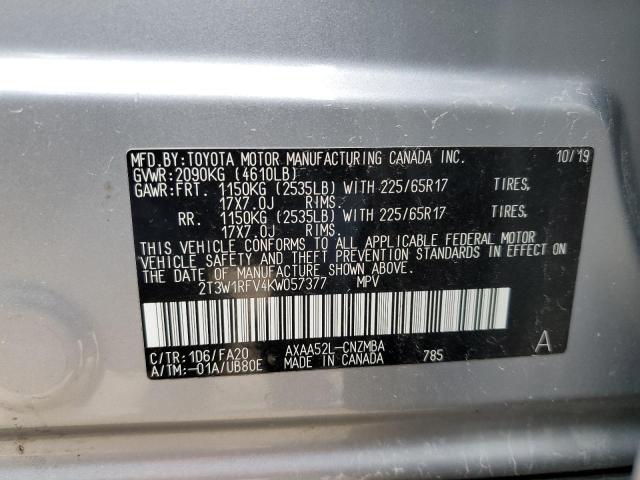 MFD.BY:TOYOTA MOTOR MANUFACTURING CANADA INC. 10/19
GVWR:2090KG (4610LB)
GAWR:FRT. 1150KG (2535LB) WITH 225/65R17 TIRES,
17X7.0J RIMS.
RR. 1150KG (2535LB) WITH 225/65R17 TIRES,
17X7.0J RIMS.
THIS VEHICLE CONFORMS TO ALL APPLICABLE FEDERAL MOTOR
VEHICLE SAFETY AND THEFT PREVENTION STANDARDS IN EFFECT ON
THE DATE OF MANUFACTURE SHOWN ABOVE.
2T3W1RFV4KW057377 MPV
C/TR:1D6/FA20 AXAA52L-CNZMBA A
A/TM:-01A/UB80E MADE IN CANADA 785